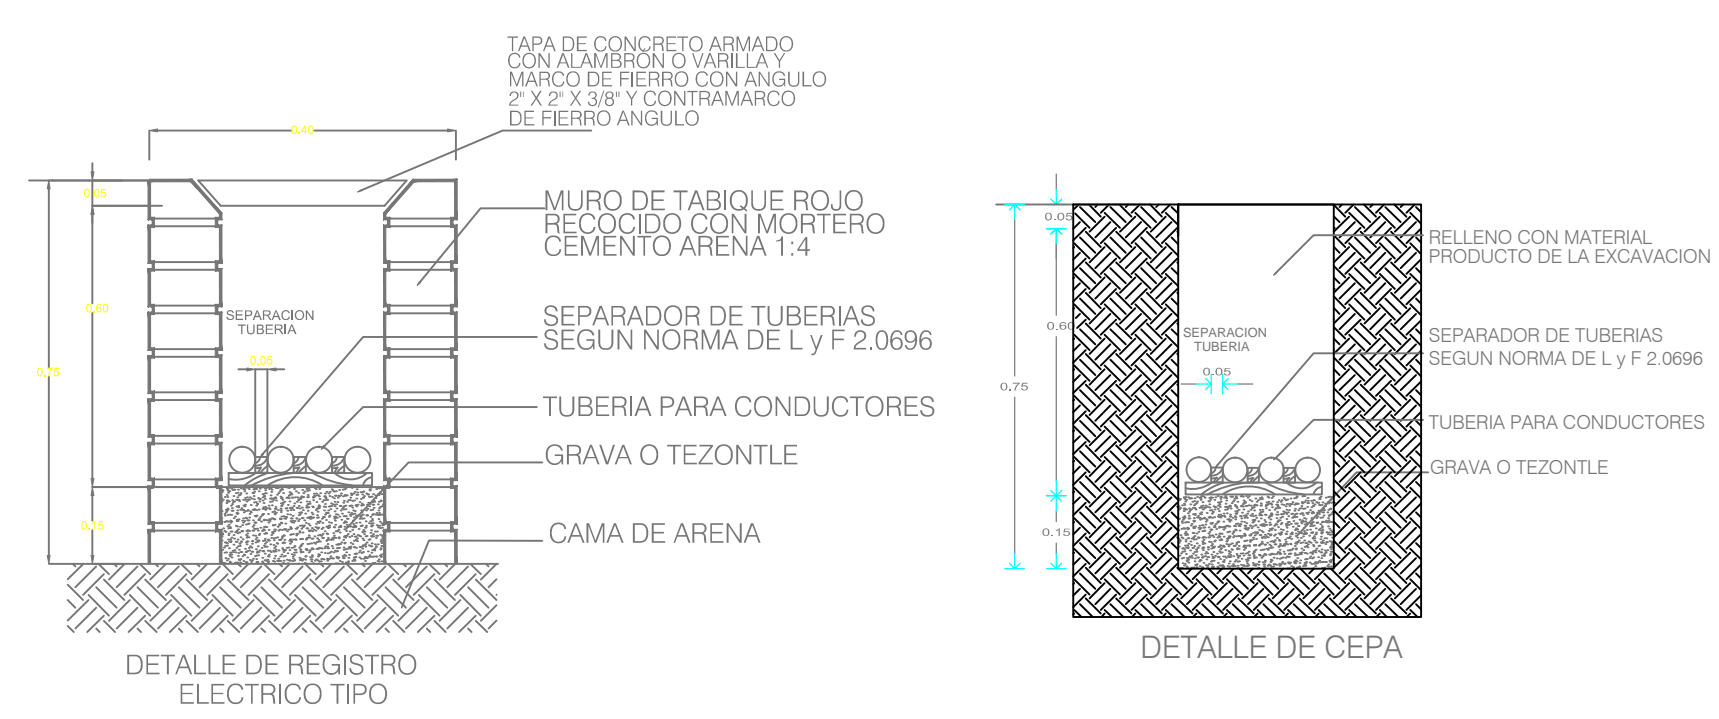 TAPA DE CONCRETO ARMADO
CON ALAMBRON O VARILLA Y
MARCO DE FIERRO CON ANGULO
2" X 2" X 3/8" Y CONTRAMARCO
DE FIERRO ANGULO
0.40
0.05
MURO DE TABIQUE ROJO
RECOCIDO CON MORTERO
CEMENTO ARENA 1:4
0.60
SEPARACION
TUBERIA
SEPARADOR DE TUBERIAS
SEGUN NORMA DE L y F 2.0696
0.05
0.75
TUBERIA PARA CONDUCTORES
GRAVA O TEZONTLE
0.15
CAMA DE ARENA
DETALLE DE REGISTRO
ELECTRICO TIPO
0.05
RELLENO CON MATERIAL
PRODUCTO DE LA EXCAVACION
0.60
SEPARACION
TUBERIA
SEPARADOR DE TUBERIAS
SEGUN NORMA DE L y F 2.0696
0.05
0.75
TUBERIA PARA CONDUCTORES
GRAVA O TEZONTLE
0.15
DETALLE DE CEPA